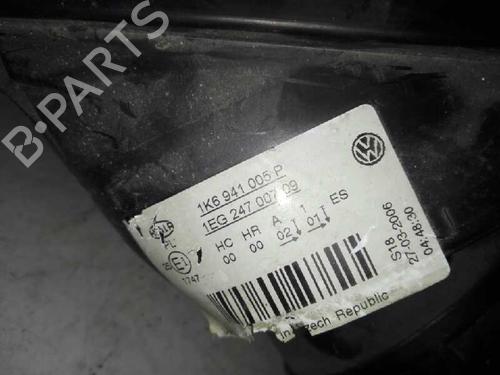 B-PARTS
1K6 941 005 P
1EG 247 007-09
HC HR A 1 ES
00 00 02 01
1747
S18
27-03-2006
04:48:30
Czech Republic